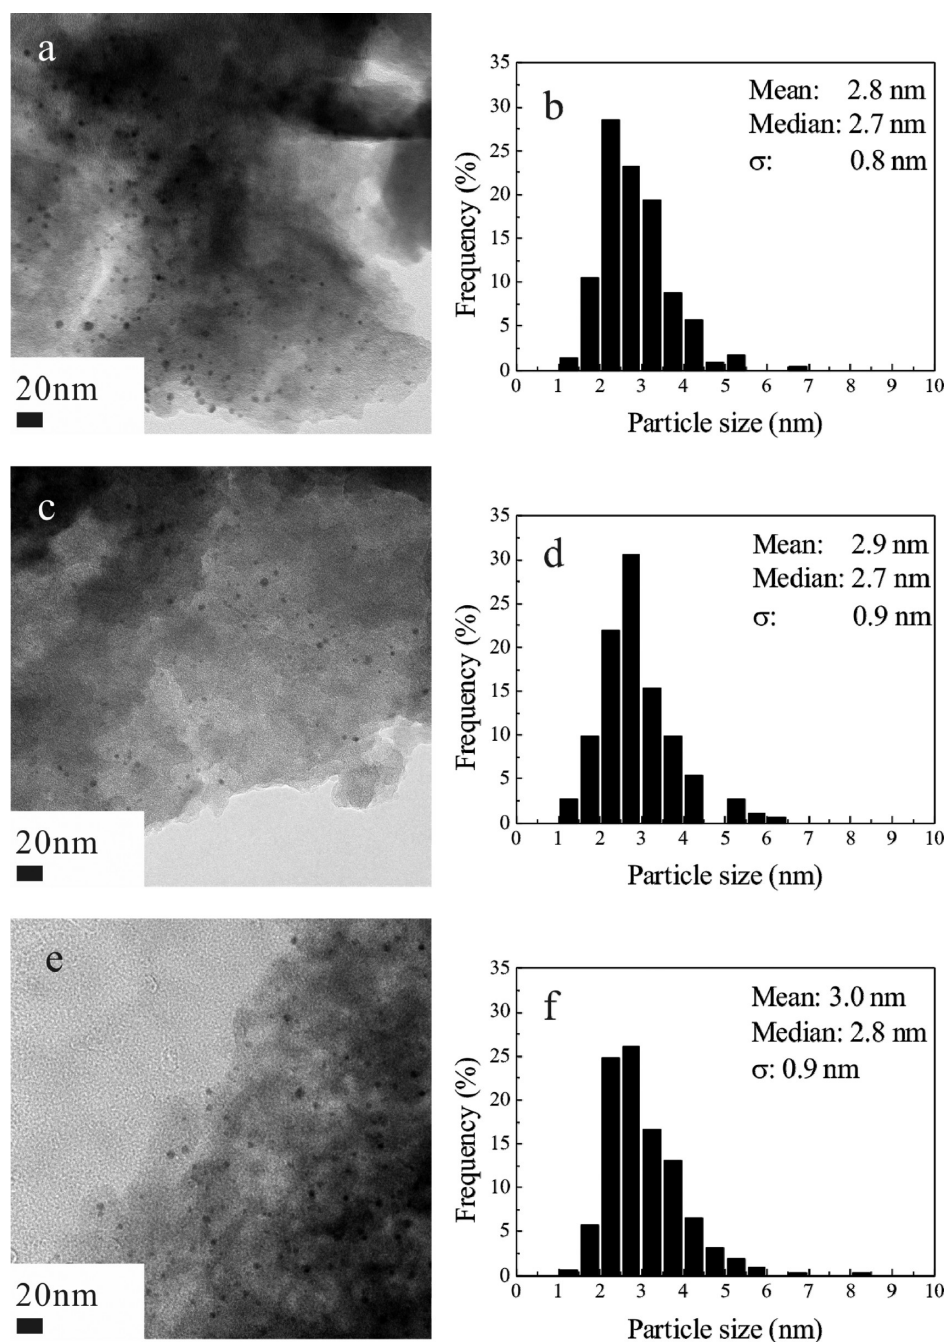 a
20nm
b
Mean: 2.8 nm
Median: 2.7 nm
σ: 0.8 nm
Frequency (%)
35
30
25
20
15
10
5
0
0 1 2 3 4 5 6 7 8 9 10
Particle size (nm)
c
20nm
d
Mean: 2.9 nm
Median: 2.7 nm
σ: 0.9 nm
Frequency (%)
35
30
25
20
15
10
5
0
0 1 2 3 4 5 6 7 8 9 10
Particle size (nm)
e
20nm
f
Mean: 3.0 nm
Median: 2.8 nm
σ: 0.9 nm
Frequency (%)
35
30
25
20
15
10
5
0
0 1 2 3 4 5 6 7 8 9 10
Particle size (nm)